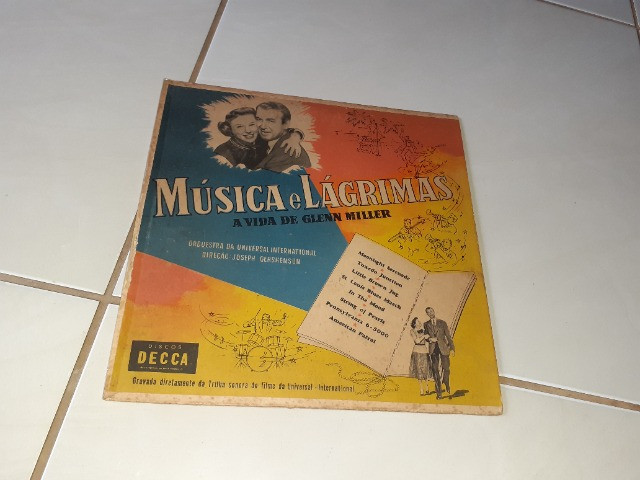 MÚSICA e LÁGRIMAS
A VIDA DE GLENN MILLER
ORQUESTRA DA UNIVERSAL INTERNATIONAL
DIREÇÃO: JOSEPH GERSHENSON
Moonlight Serenade
Tuxedo Junction
Little Brown Jug
St Louis Blues March
In The Mood
String of Pearls
Pennsylvania 6-5000
American Patrol
DISCOS
DECCA
Gravado diretamente da Trilha sonora do filme da Universal-International